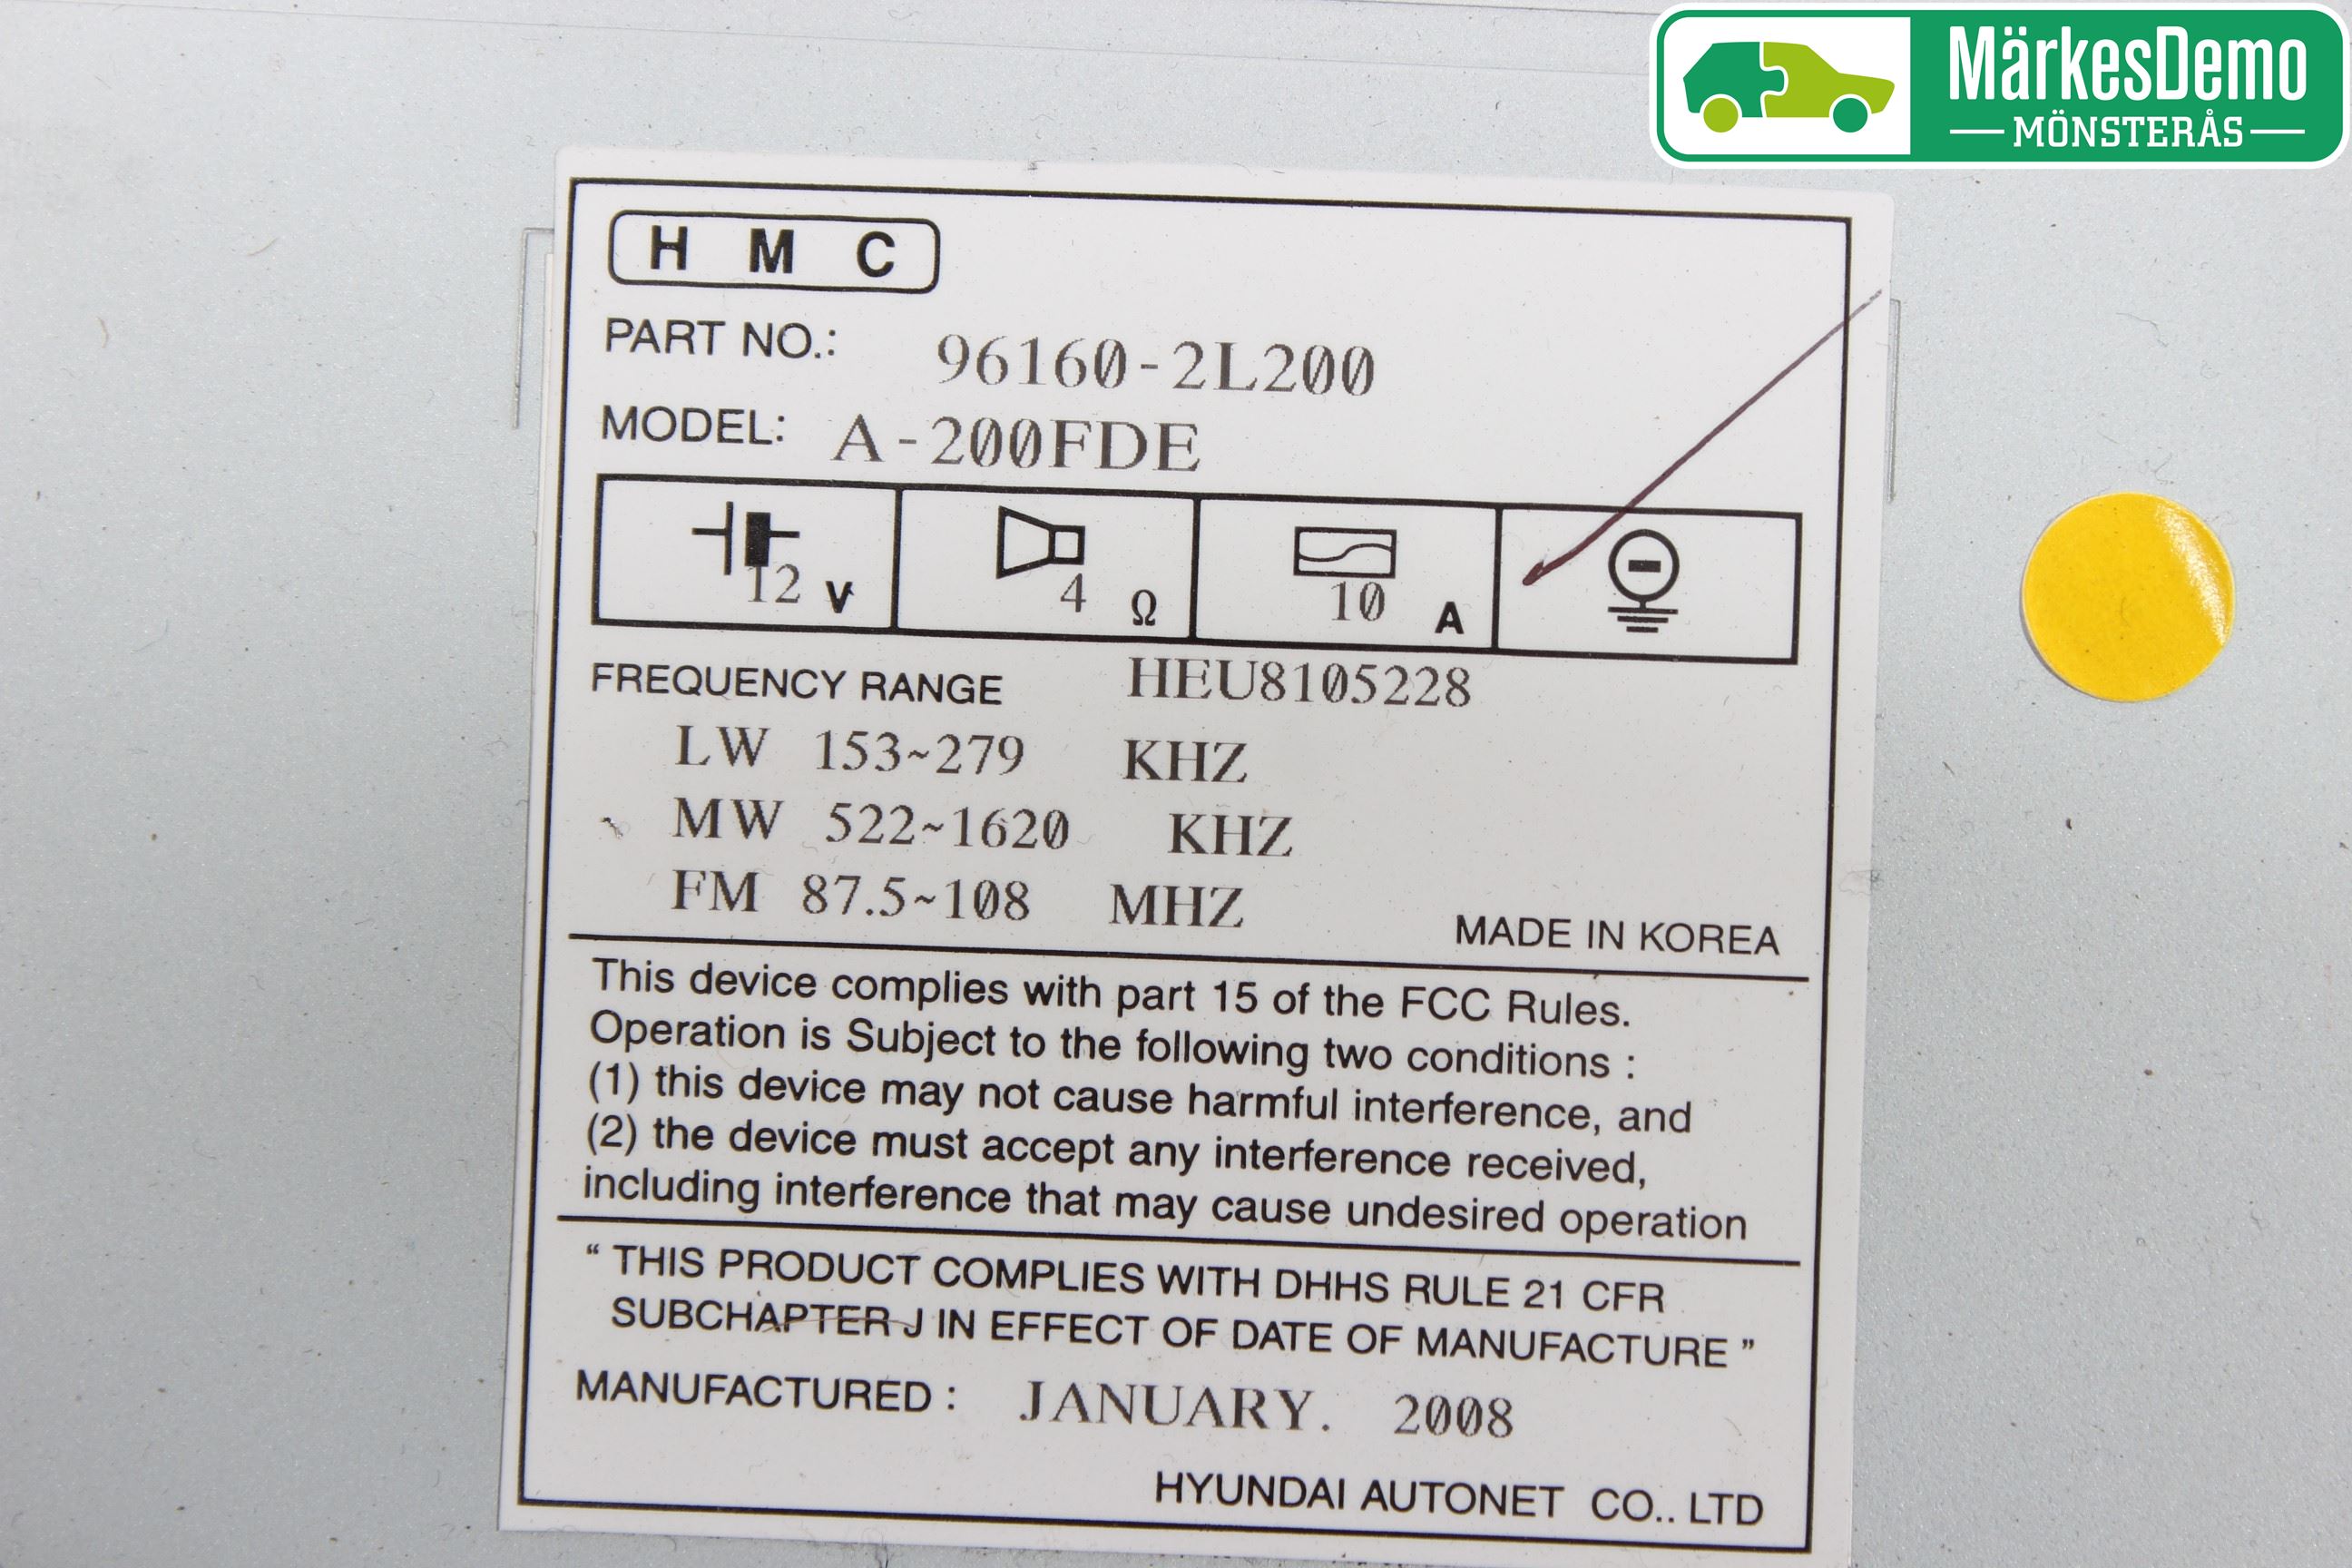 MärkesDemo
MÖNSTERÅS
H M C
PART NO.: 96160-2L200
MODEL: A-200FDE
12 V 4 Ω 10 A
FREQUENCY RANGE HEU8105228
LW 153~279 KHZ
MW 522~1620 KHZ
FM 87.5~108 MHZ
MADE IN KOREA
This device complies with part 15 of the FCC Rules.
Operation is Subject to the following two conditions :
(1) this device may not cause harmful interference, and
(2) the device must accept any interference received,
including interference that may cause undesired operation
“ THIS PRODUCT COMPLIES WITH DHHS RULE 21 CFR
SUBCHAPTER J IN EFFECT OF DATE OF MANUFACTURE ”
MANUFACTURED : JANUARY. 2008
HYUNDAI AUTONET CO.. LTD